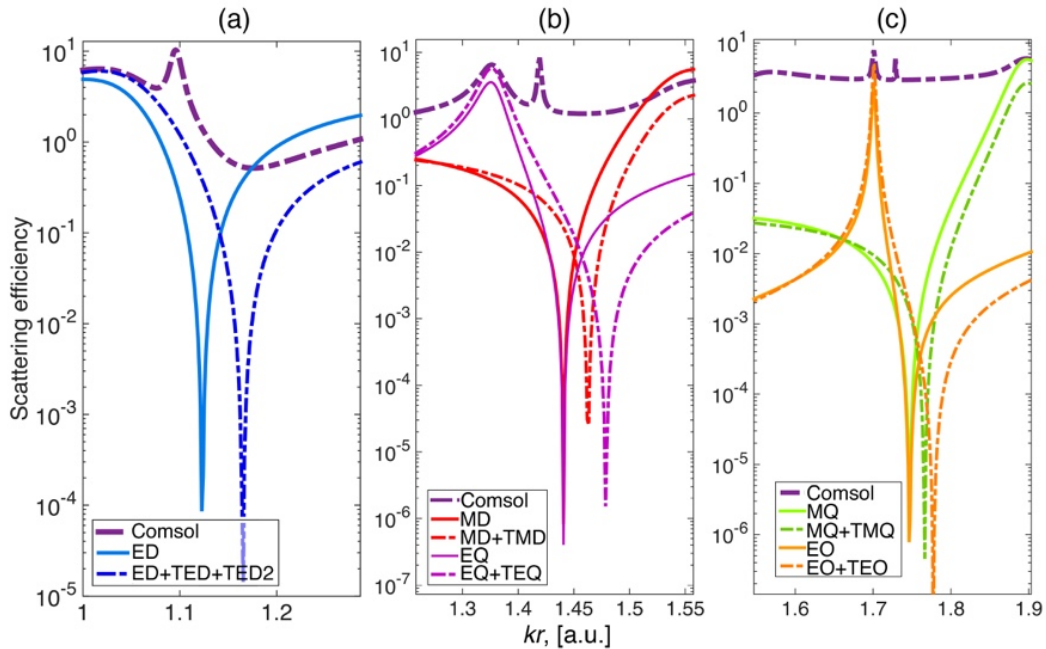 (a)
(b)
(c)
Scattering efficiency
10^1
10^0
10^-1
10^-2
10^-3
10^-4
10^-5
1
1.1
1.2
Comsol
ED
ED+TED+TED2
10^1
10^0
10^-1
10^-2
10^-3
10^-4
10^-5
10^-6
10^-7
1.3
1.4
1.45
1.5
1.55
Comsol
MD
MD+TMD
EQ
EQ+TEQ
10^1
10^0
10^-1
10^-2
10^-3
10^-4
10^-5
10^-6
1.6
1.7
1.8
1.9
Comsol
MQ
MQ+TMQ
EO
EO+TEO
kr, [a.u.]